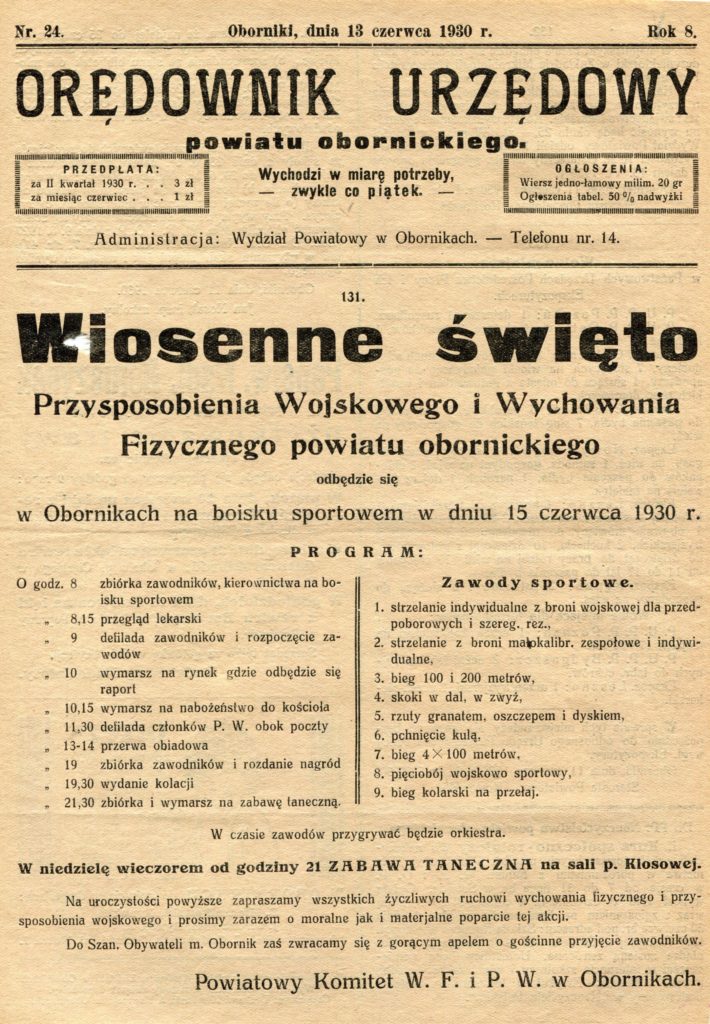 Nr. 24.
Oborniki, dnia 13 czerwca 1930 r.
Rok 8.
ORĘDOWNIK URZĘDOWY
powiatu obornickiego.
PRZEDPŁATA:
za II kwartał 1930 r. . . 3 zł
za miesiąc czerwiec . . . 1 zł
Wychodzi w miarę potrzeby,
— zwykle co piątek. —
OGŁOSZENIA:
Wiersz jedno-łamowy milim. 20 gr
Ogłoszenia tabel. 50 % nadwyżki
Administracja: Wydział Powiatowy w Obornikach. — Telefonu nr. 14.
131.
Wiosenne święto
Przysposobienia Wojskowego i Wychowania
Fizycznego powiatu obornickiego
odbędzie się
w Obornikach na boisku sportowem w dniu 15 czerwca 1930 r.
PROGRAM:
O godz. 8 zbiórka zawodników, kierownictwa na bo-
isku sportowem
„ 8,15 przegląd lekarski
„ 9 defilada zawodników i rozpoczęcie za-
wodów
„ 10 wymarsz na rynek gdzie odbędzie się
raport
„ 10,15 wymarsz na nabożeństwo do kościoła
„ 11,30 defilada członków P. W. obok poczty
„ 13-14 przerwa obiadowa
„ 19 zbiórka zawodników i rozdanie nagród
„ 19,30 wydanie kolacji
„ 21,30 zbiórka i wymarsz na zabawę taneczną.
Zawody sportowe.
1. strzelanie indywidualne z broni wojskowej dla przed-
poborowych i szereg. rez.,
2. strzelanie z broni małokalibr. zespołowe i indywi-
dualne,
3. bieg 100 i 200 metrów,
4. skoki w dal, w zwyż,
5. rzuty granatem, oszczepem i dyskiem,
6. pchnięcie kulą,
7. bieg 4×100 metrów,
8. pięciobój wojskowo sportowy,
9. bieg kolarski na przełaj.
W czasie zawodów przygrywać będzie orkiestra.
W niedzielę wieczorem od godziny 21 ZABAWA TANECZNA na sali p. Kłosowej.
Na uroczystości powyższe zapraszamy wszystkich życzliwych ruchowi wychowania fizycznego i przy-
sposobienia wojskowego i prosimy zarazem o moralne jak i materjalne poparcie tej akcji.
Do Szan. Obywateli m. Obornik zaś zwracamy się z gorącym apelem o gościnne przyjęcie zawodników.
Powiatowy Komitet W. F. i P. W. w Obornikach.